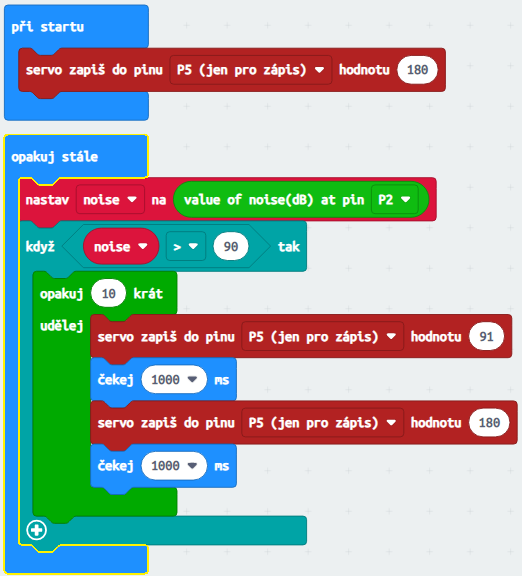 při startu
servo zapiš do pinu P5 (jen pro zápis) hodnotu 180
opakuj stále
nastav noise na value of noise(dB) at pin P2
když noise > 90 tak
opakuj 10 krát
udělej
servo zapiš do pinu P5 (jen pro zápis) hodnotu 91
čekej 1000 ms
servo zapiš do pinu P5 (jen pro zápis) hodnotu 180
čekej 1000 ms